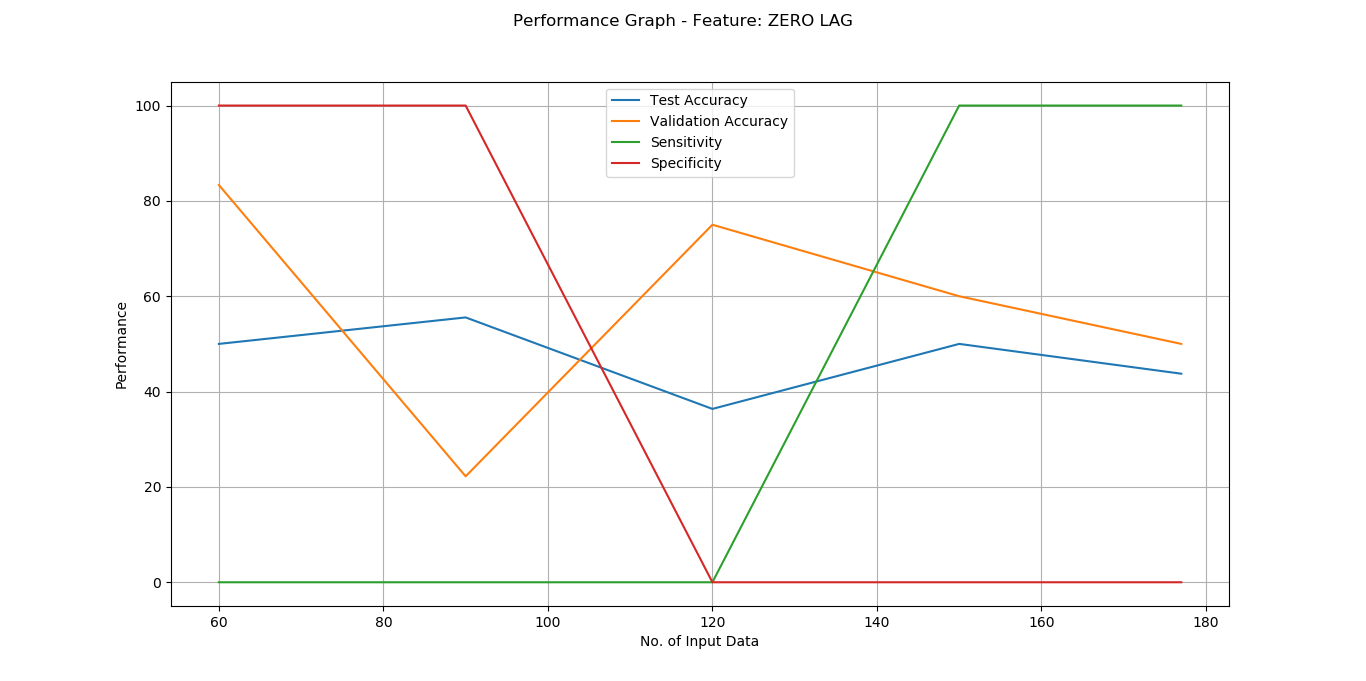 Performance Graph - Feature: ZERO LAG
Test Accuracy
Validation Accuracy
Sensitivity
Specificity
100
80
60
40
20
0
Performance
60 80 100 120 140 160 180
No. of Input Data